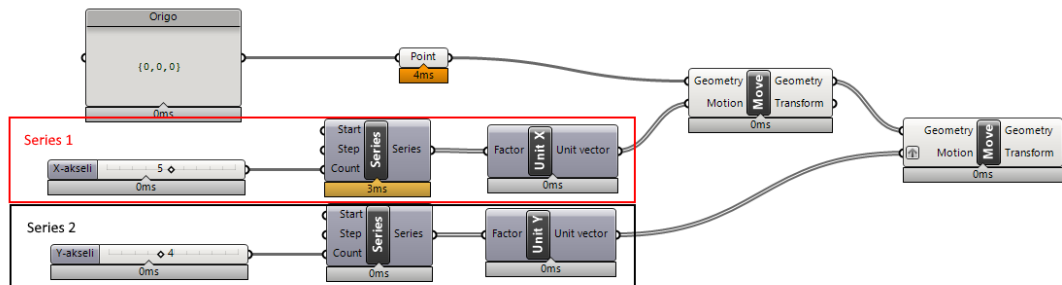 Origo
{0,0,0}
0ms
Point
4ms
Geometry Move Geometry
Motion Transform
0ms
Series 1
X-akseli 5
0ms
Start
Step Series Series
Count
3ms
Factor Unit X Unit vector
0ms
Geometry Move Geometry
Motion Transform
0ms
Series 2
Y-akseli 4
0ms
Start
Step Series Series
Count
0ms
Factor Unit Y Unit vector
0ms